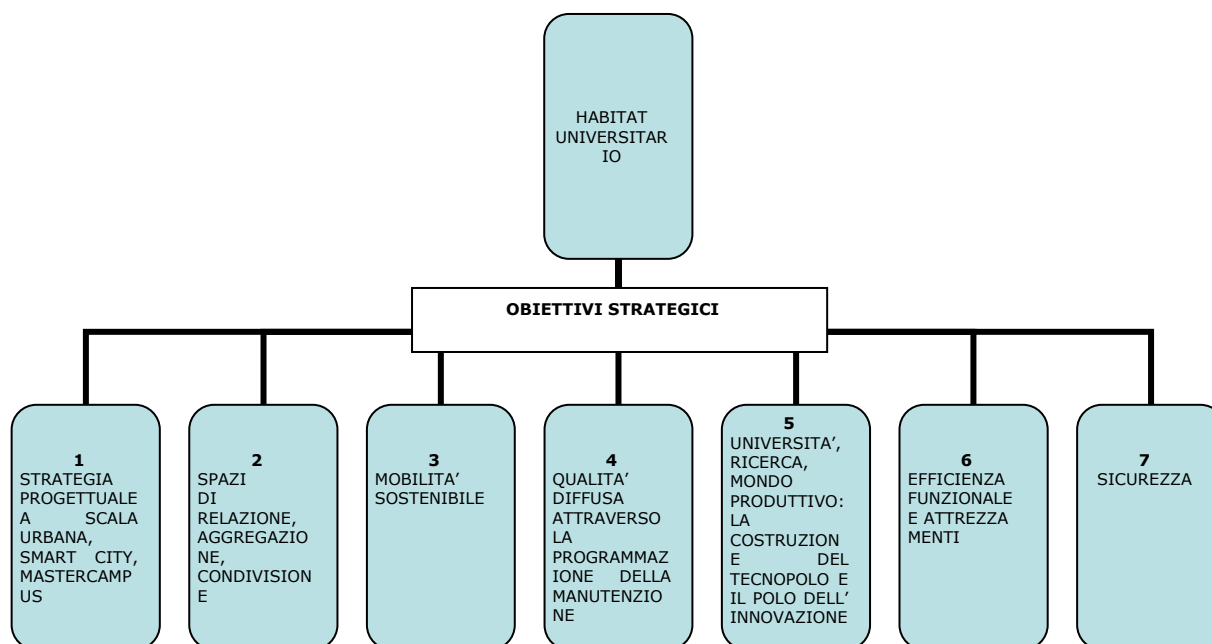 HABITAT
UNIVERSITAR
IO
OBIETTIVI STRATEGICI
1
STRATEGIA
PROGETTUALE
A SCALA
URBANA,
SMART CITY,
MASTERCAMP
US
2
SPAZI
DI
RELAZIONE,
AGGREGAZIO
NE,
CONDIVISION
E
3
MOBILITA’
SOSTENIBILE
4
QUALITA’
DIFFUSA
ATTRAVERSO
LA
PROGRAMMAZ
IONE DELLA
MANUTENZIO
NE
5
UNIVERSITA’,
RICERCA,
MONDO
PRODUTTIVO:
LA
COSTRUZION
E DEL
TECNOPOLO E
IL POLO DELL’
INNOVAZIONE
6
EFFICIENZA
FUNZIONALE
E ATTREZZA
MENTI
7
SICUREZZA